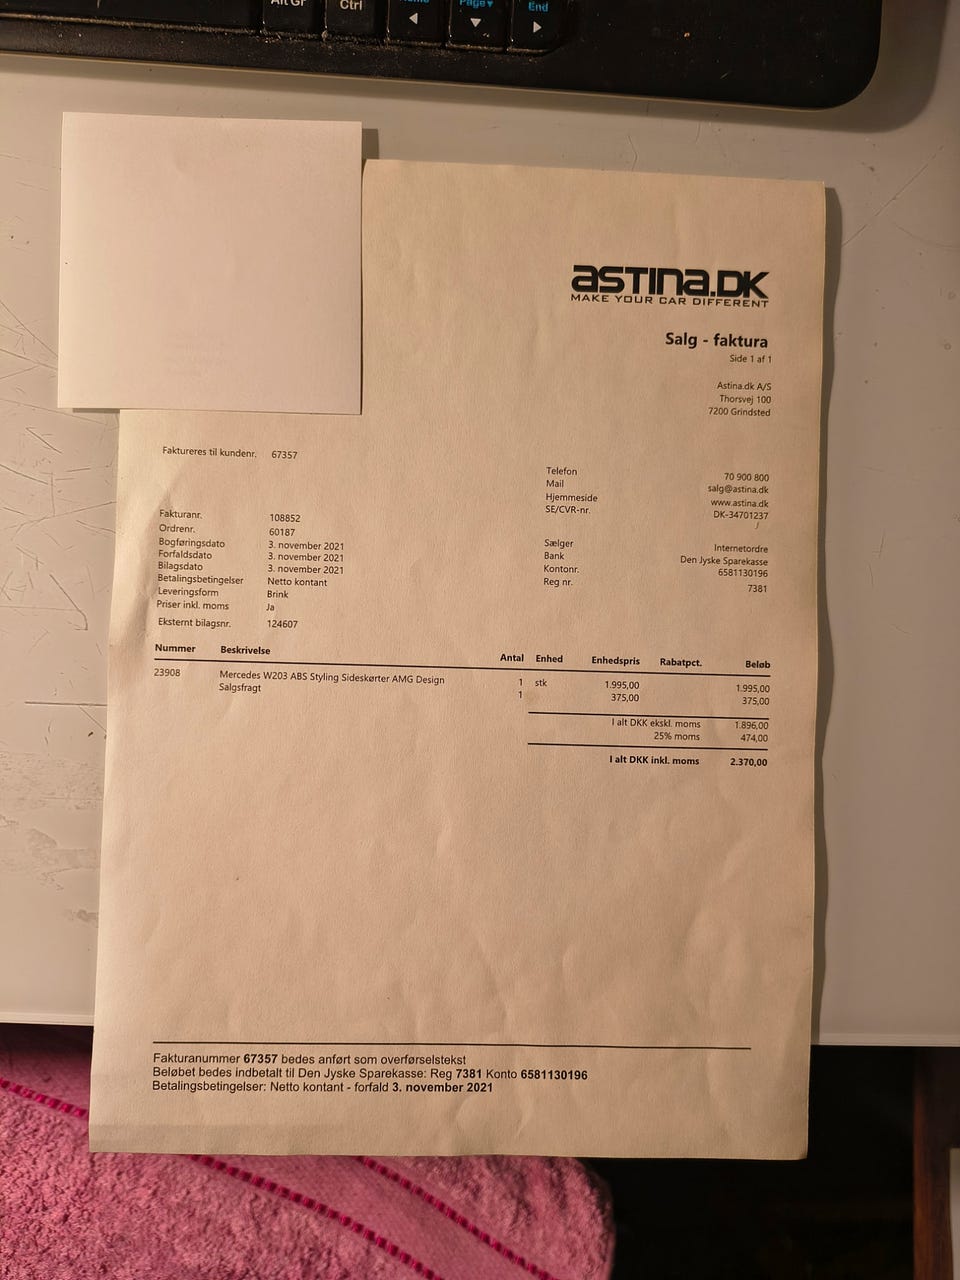 Alt Gr
Ctrl
Home
Page▼
End
ASTINA.DK
MAKE YOUR CAR DIFFERENT
Salg - faktura
Side 1 af 1
Astina.dk A/S
Thorsvej 100
7200 Grindsted
Faktureres til kundenr. 67357
Telefon 70 900 800
Mail salg@astina.dk
Hjemmeside www.astina.dk
SE/CVR-nr. DK-34701237
Fakturanr. 108852
Ordrenr. 60187
Bogføringsdato 3. november 2021
Forfaldsdato 3. november 2021
Bilagsdato 3. november 2021
Betalingsbetingelser Netto kontant
Leveringsform Brink
Priser inkl. moms Ja
Eksternt bilagsnr. 124607
Sælger Internetordre
Bank Den Jyske Sparekasse
Kontonr. 6581130196
Reg nr. 7381
Nummer Beskrivelse Antal Enhed Enhedspris Rabatpct. Beløb
23908 Mercedes W203 ABS Styling Sideskørter AMG Design 1 stk 1.995,00 1.995,00
Salgsfragt 1 375,00 375,00
I alt DKK ekskl. moms 1.896,00
25% moms 474,00
I alt DKK inkl. moms 2.370,00
Fakturanummer 67357 bedes anført som overførselstekst
Beløbet bedes indbetalt til Den Jyske Sparekasse: Reg 7381 Konto 6581130196
Betalingsbetingelser: Netto kontant - forfald 3. november 2021